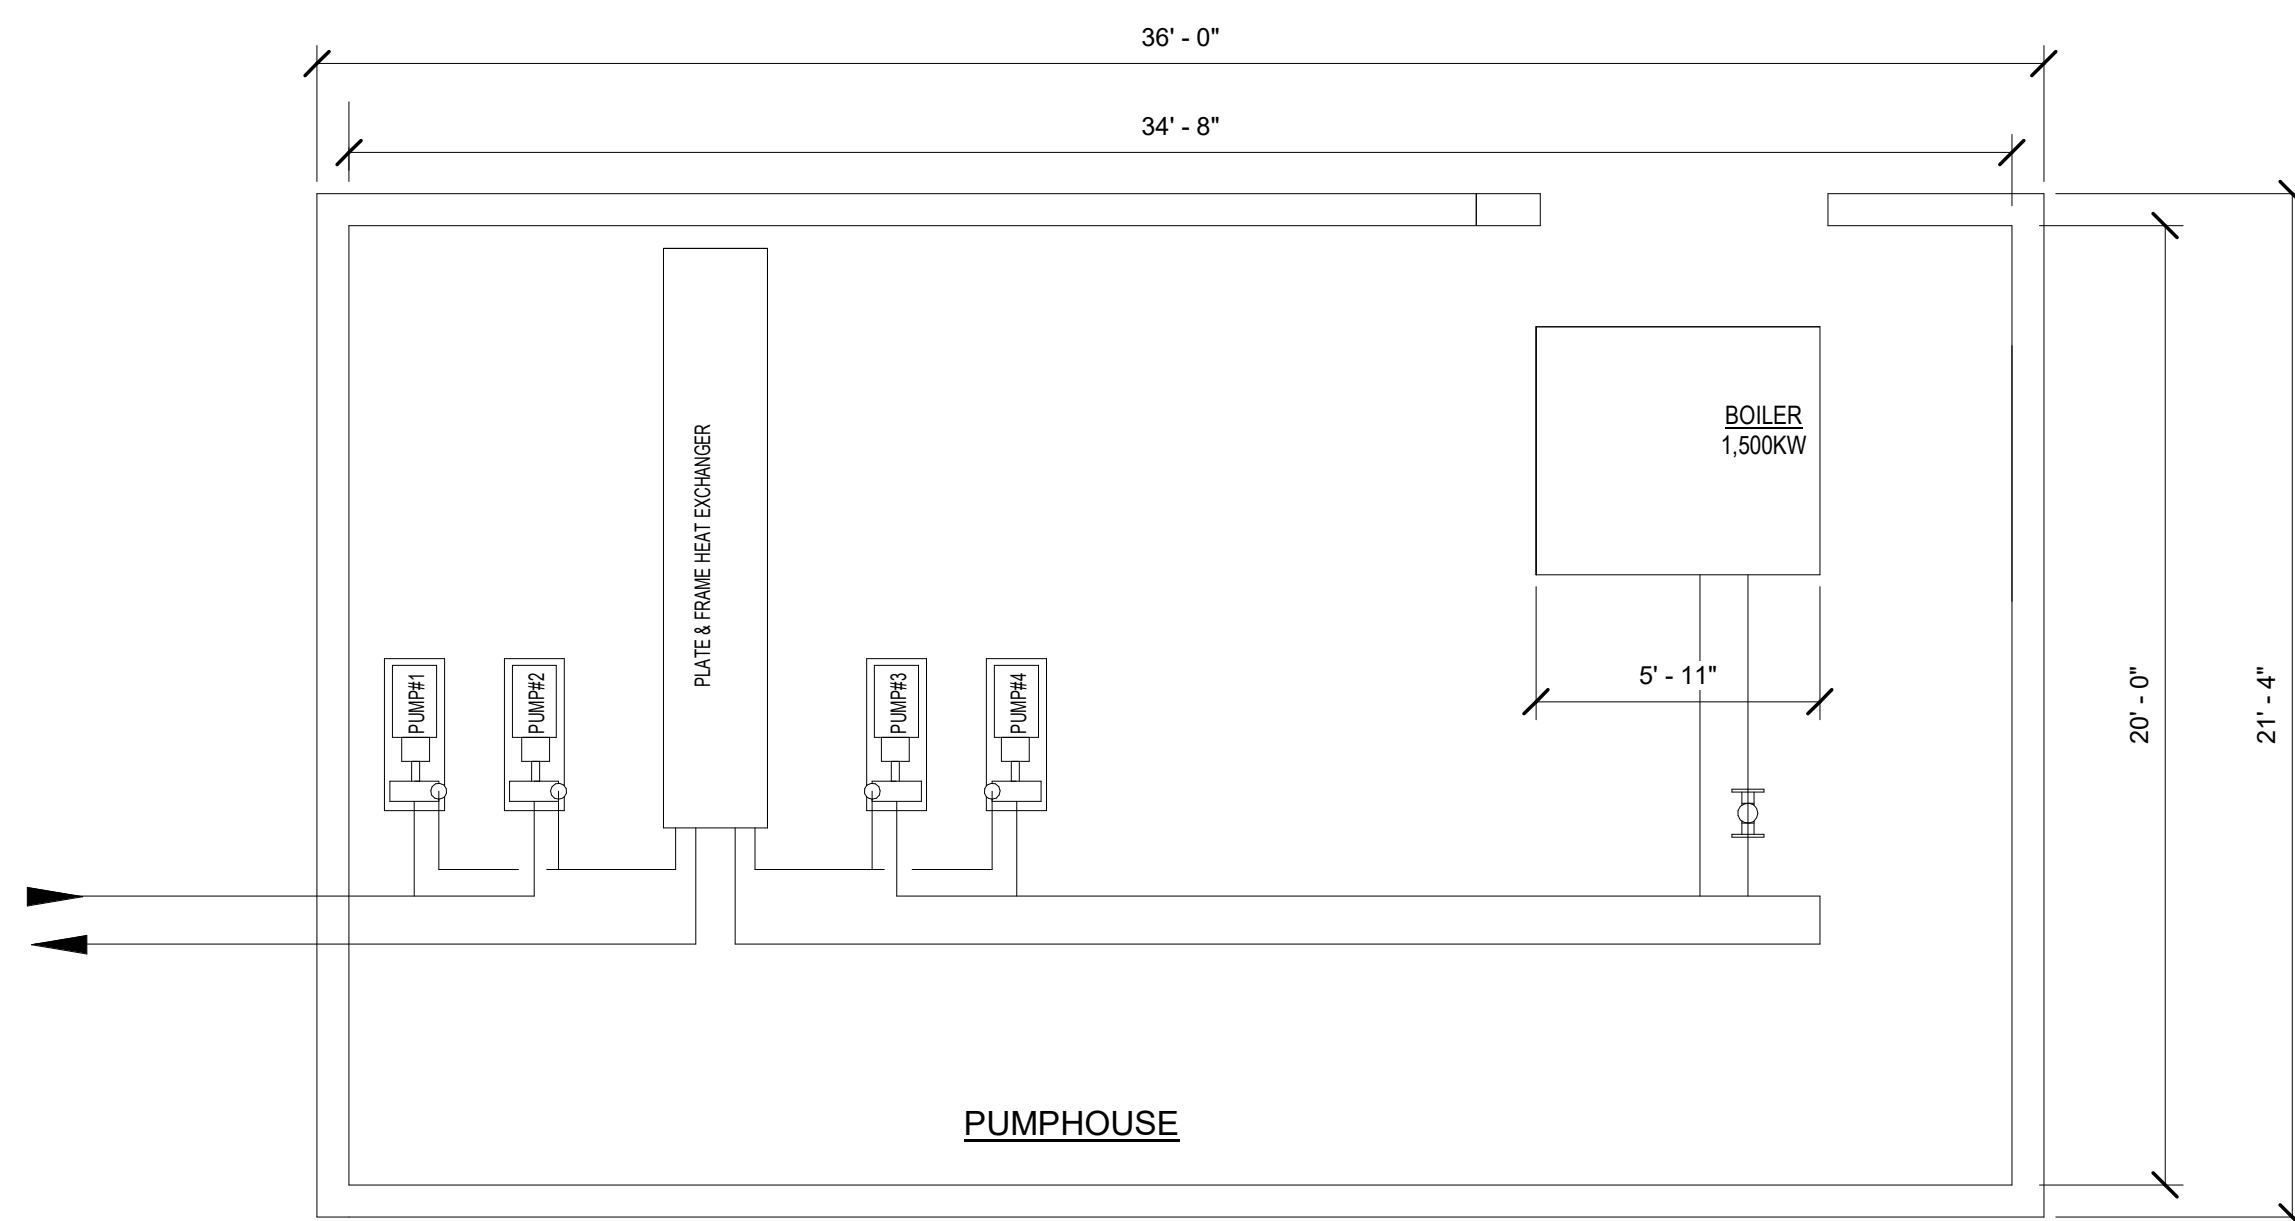 36' - 0"
34' - 8"
BOILER
1,500KW
PLATE & FRAME HEAT EXCHANGER
PUMP#1
PUMP#2
PUMP#3
PUMP#4
5' - 11"
20' - 0"
21' - 4"
PUMPHOUSE